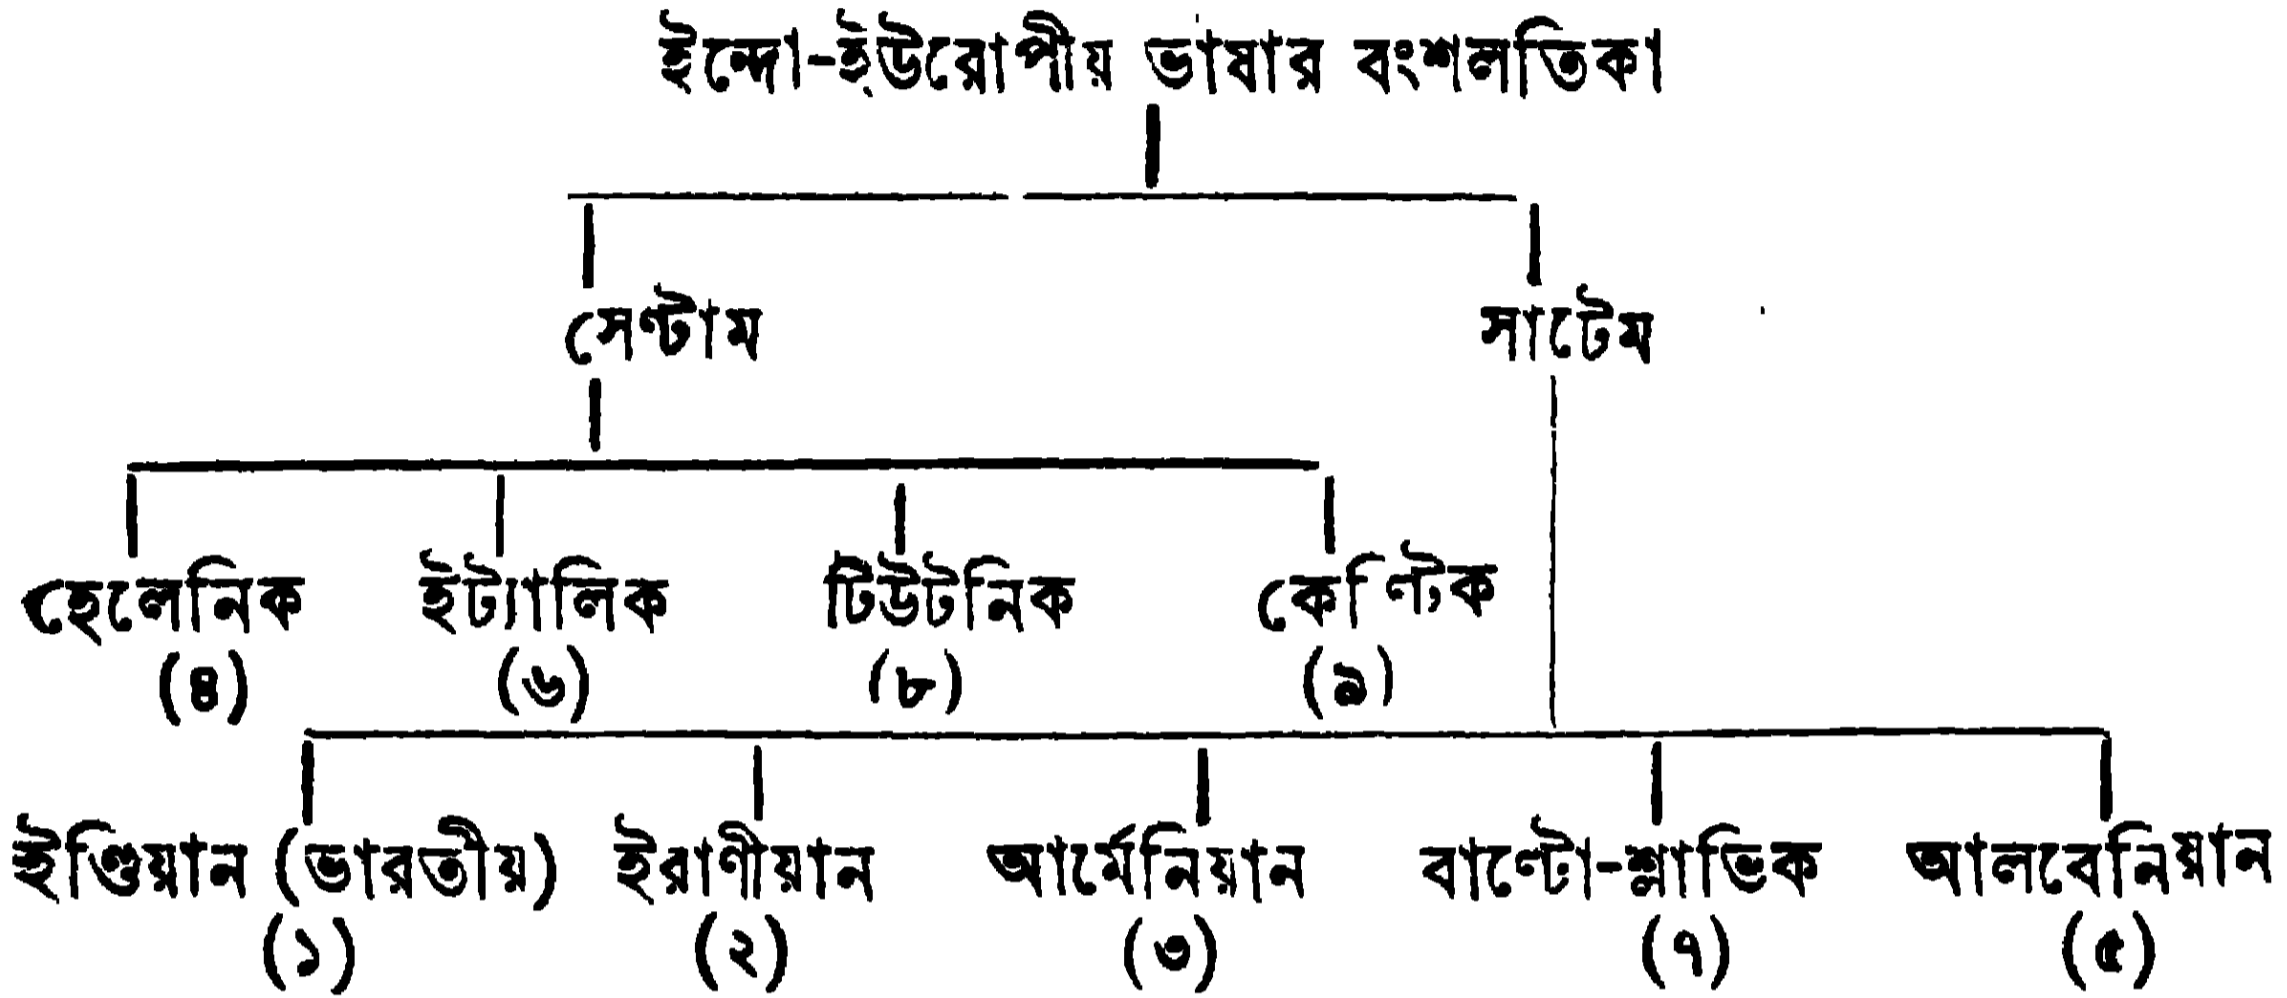 ইন্দো-ইউরোপীয় ভাষার বংশলতিকা
সেণ্টাম সাটেম
হেলেনিক ইট্যালিক টিউটনিক কেণ্টিক
(৪) (৬) (৮) (৯)
ইণ্ডিয়ান (ভারতীয়) ইরাণীয়ান আর্মেনিয়ান বাণ্টো-শ্লাভিক আলবেনিয়ান
(১) (২) (৩) (৭) (৫)